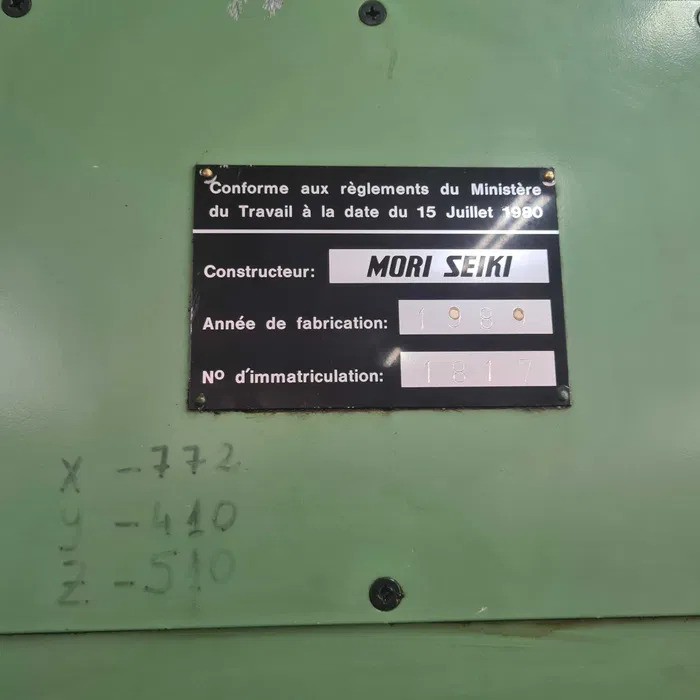 Conforme aux règlements du Ministère
du Travail à la date du 15 Juillet 1980
Constructeur: MORI SEIKI
Année de fabrication: 1989
Nº d'immatriculation: 1817
X -772
y -410
Z -510